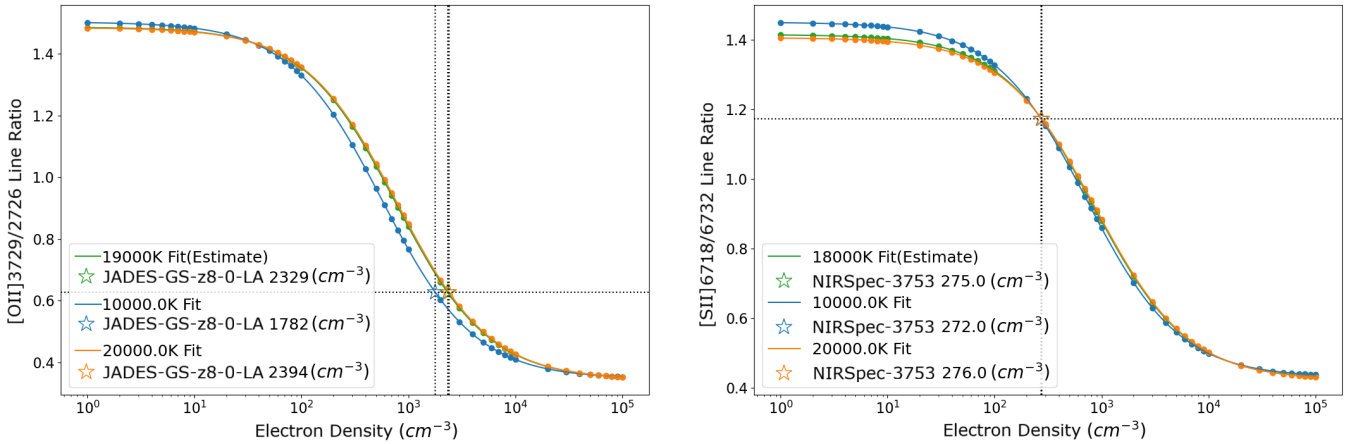 [OII]3729/2726 Line Ratio
1.4
1.2
1.0
0.8
0.6
0.4
19000K Fit(Estimate)
JADES-GS-z8-0-LA 2329 (cm⁻³)
10000.0K Fit
JADES-GS-z8-0-LA 1782 (cm⁻³)
20000.0K Fit
JADES-GS-z8-0-LA 2394 (cm⁻³)
10⁰ 10¹ 10² 10³ 10⁴ 10⁵
Electron Density (cm⁻³)
[SII]6718/6732 Line Ratio
1.4
1.2
1.0
0.8
0.6
0.4
18000K Fit(Estimate)
NIRSpec-3753 275.0 (cm⁻³)
10000.0K Fit
NIRSpec-3753 272.0 (cm⁻³)
20000.0K Fit
NIRSpec-3753 276.0 (cm⁻³)
10⁰ 10¹ 10² 10³ 10⁴ 10⁵
Electron Density (cm⁻³)